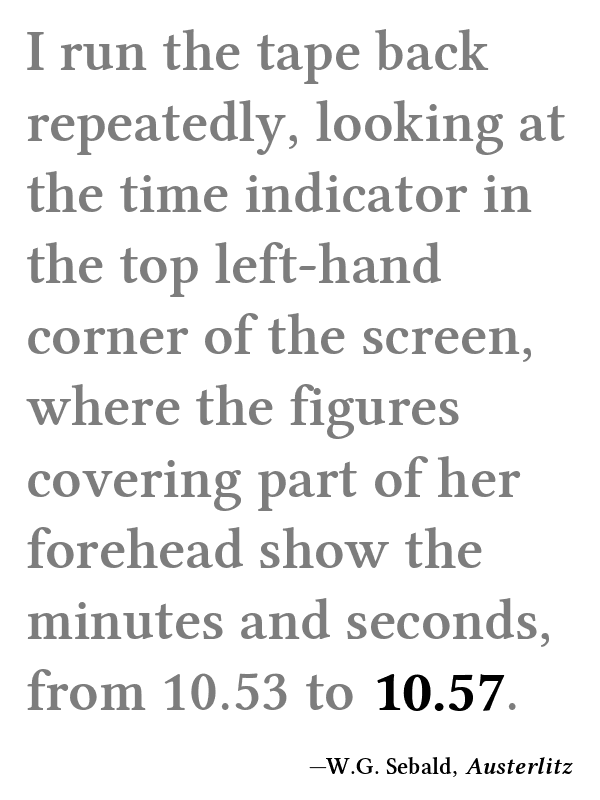 I run the tape back
repeatedly, looking at
the time indicator in
the top left-hand
corner of the screen,
where the figures
covering part of her
forehead show the
minutes and seconds,
from 10.53 to 10.57.
—W.G. Sebald, Austerlitz